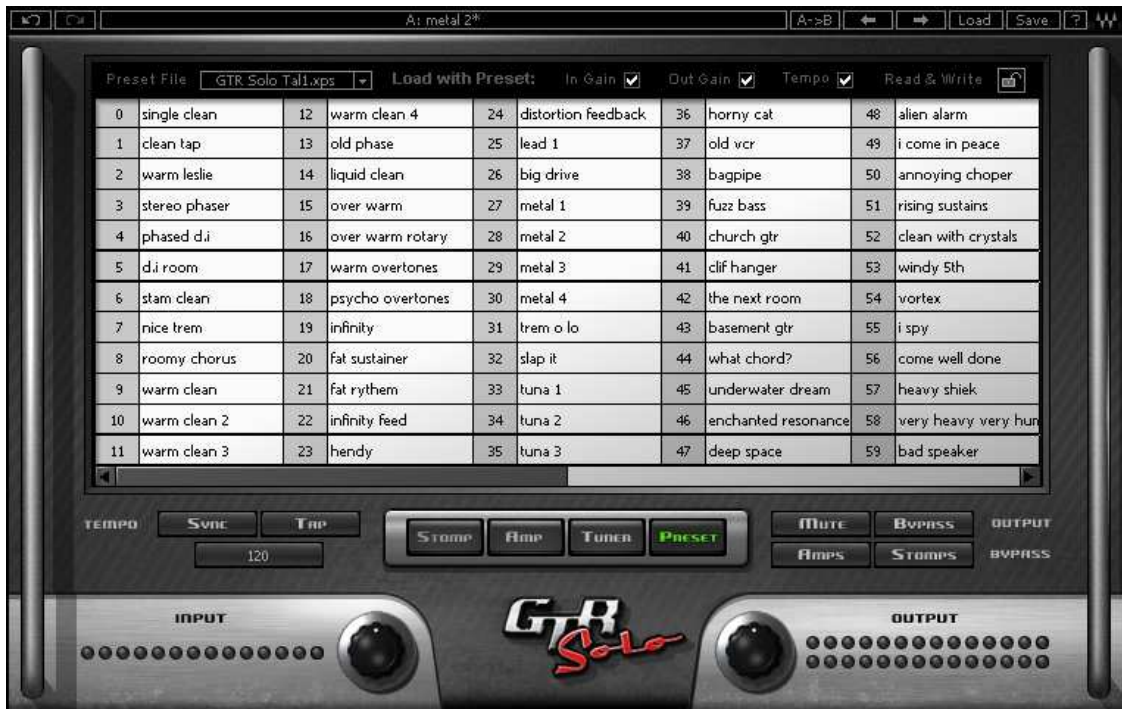 A: metal 2* A->B Load Save ?
Preset File GTR Solo Tal1.xps Load with Preset: In Gain Out Gain Tempo Read & Write
0 single clean 12 warm clean 4 24 distortion feedback 36 horny cat 48 alien alarm
1 clean tap 13 old phase 25 lead 1 37 old vcr 49 i come in peace
2 warm leslie 14 liquid clean 26 big drive 38 bagpipe 50 annoying choper
3 stereo phaser 15 over warm 27 metal 1 39 fuzz bass 51 rising sustains
4 phased d.i 16 over warm rotary 28 metal 2 40 church gtr 52 clean with crystals
5 d.i room 17 warm overtones 29 metal 3 41 clif hanger 53 windy 5th
6 stam clean 18 psycho overtones 30 metal 4 42 the next room 54 vortex
7 nice trem 19 infinity 31 trem o lo 43 basement gtr 55 i spy
8 roomy chorus 20 fat sustainer 32 slap it 44 what chord? 56 come well done
9 warm clean 21 fat rythem 33 tuna 1 45 underwater dream 57 heavy shiek
10 warm clean 2 22 infinity feed 34 tuna 2 46 enchanted resonance 58 very heavy very hun
11 warm clean 3 23 hendy 35 tuna 3 47 deep space 59 bad speaker
TEMPO Sync Tap Stomp Amp Tuner Preset Mute Bypass OUTPUT
120 Amps Stomps BYPASS
INPUT GTR Solo OUTPUT